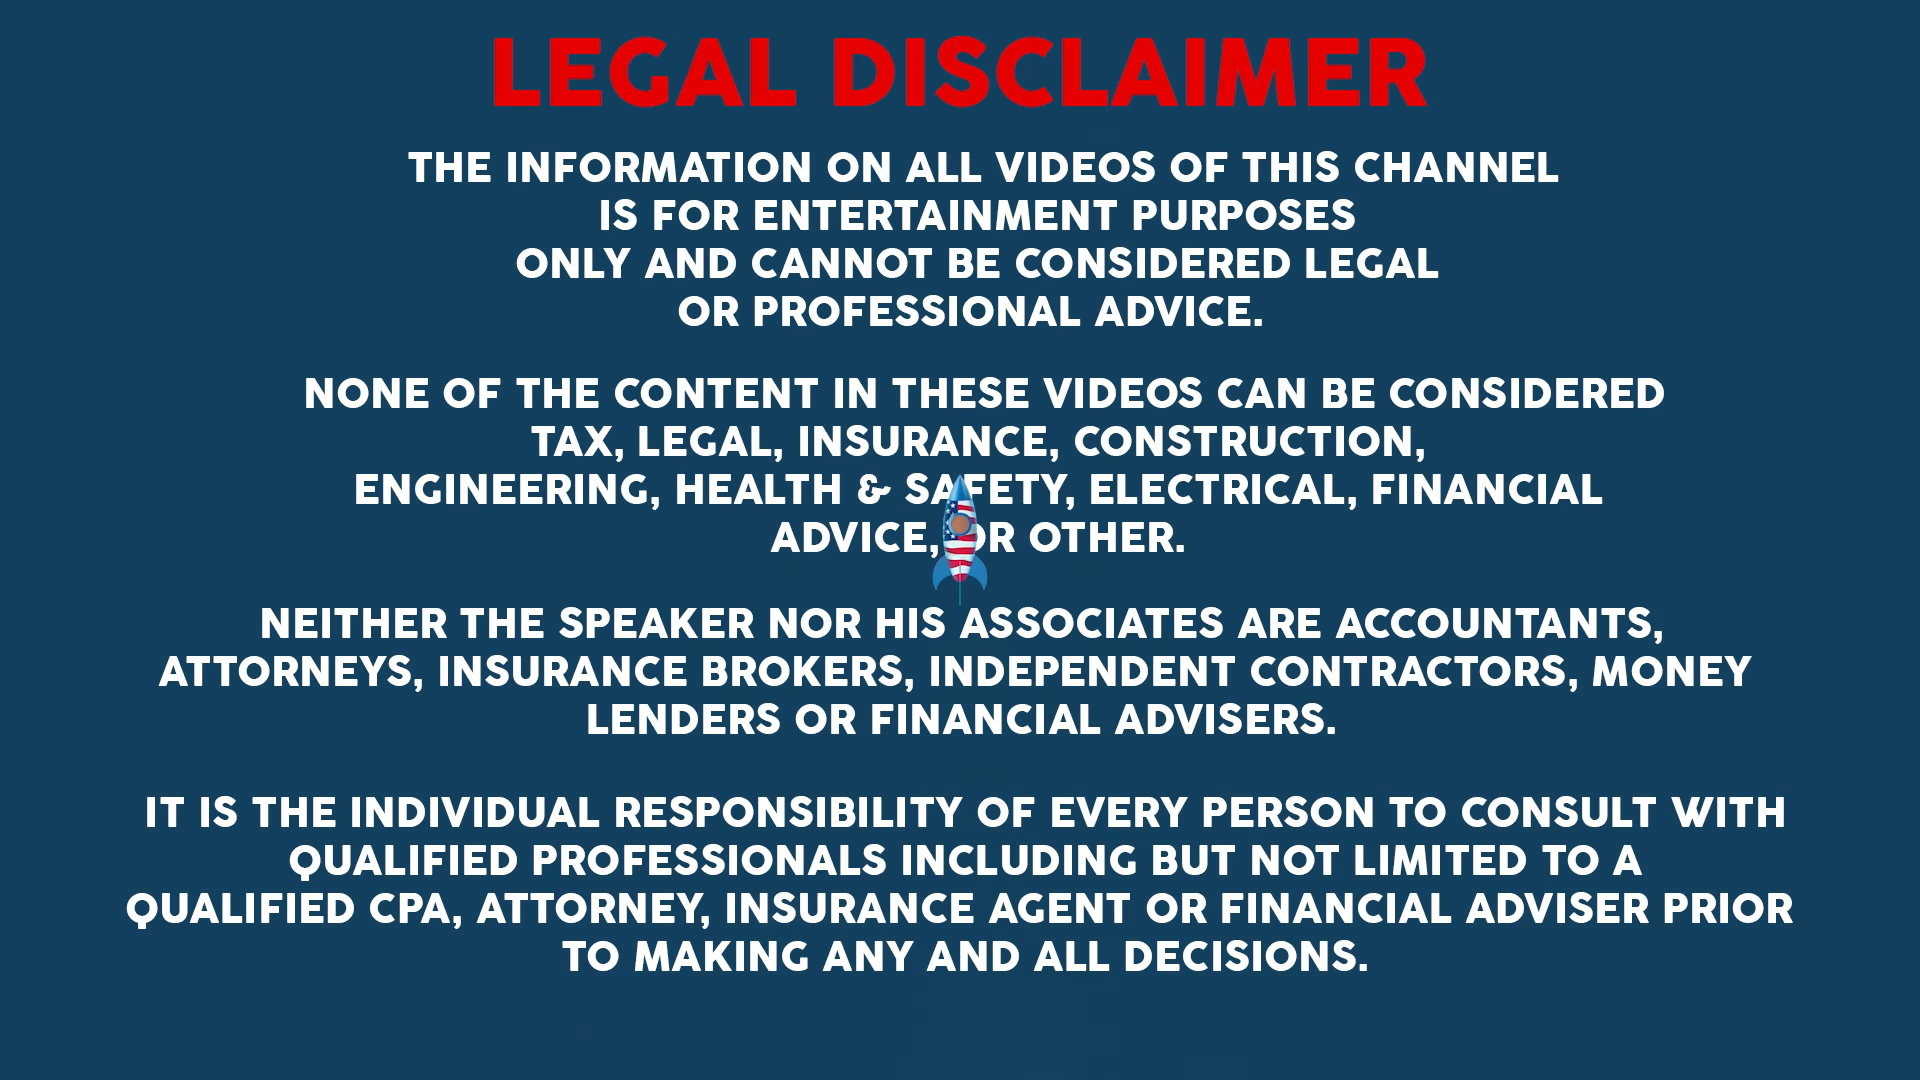 LEGAL DISCLAIMER
THE INFORMATION ON ALL VIDEOS OF THIS CHANNEL
IS FOR ENTERTAINMENT PURPOSES
ONLY AND CANNOT BE CONSIDERED LEGAL
OR PROFESSIONAL ADVICE.
NONE OF THE CONTENT IN THESE VIDEOS CAN BE CONSIDERED
TAX, LEGAL, INSURANCE, CONSTRUCTION,
ENGINEERING, HEALTH & SAFETY, ELECTRICAL, FINANCIAL
ADVICE, OR OTHER.
NEITHER THE SPEAKER NOR HIS ASSOCIATES ARE ACCOUNTANTS,
ATTORNEYS, INSURANCE BROKERS, INDEPENDENT CONTRACTORS, MONEY
LENDERS OR FINANCIAL ADVISERS.
IT IS THE INDIVIDUAL RESPONSIBILITY OF EVERY PERSON TO CONSULT WITH
QUALIFIED PROFESSIONALS INCLUDING BUT NOT LIMITED TO A
QUALIFIED CPA, ATTORNEY, INSURANCE AGENT OR FINANCIAL ADVISER PRIOR
TO MAKING ANY AND ALL DECISIONS.